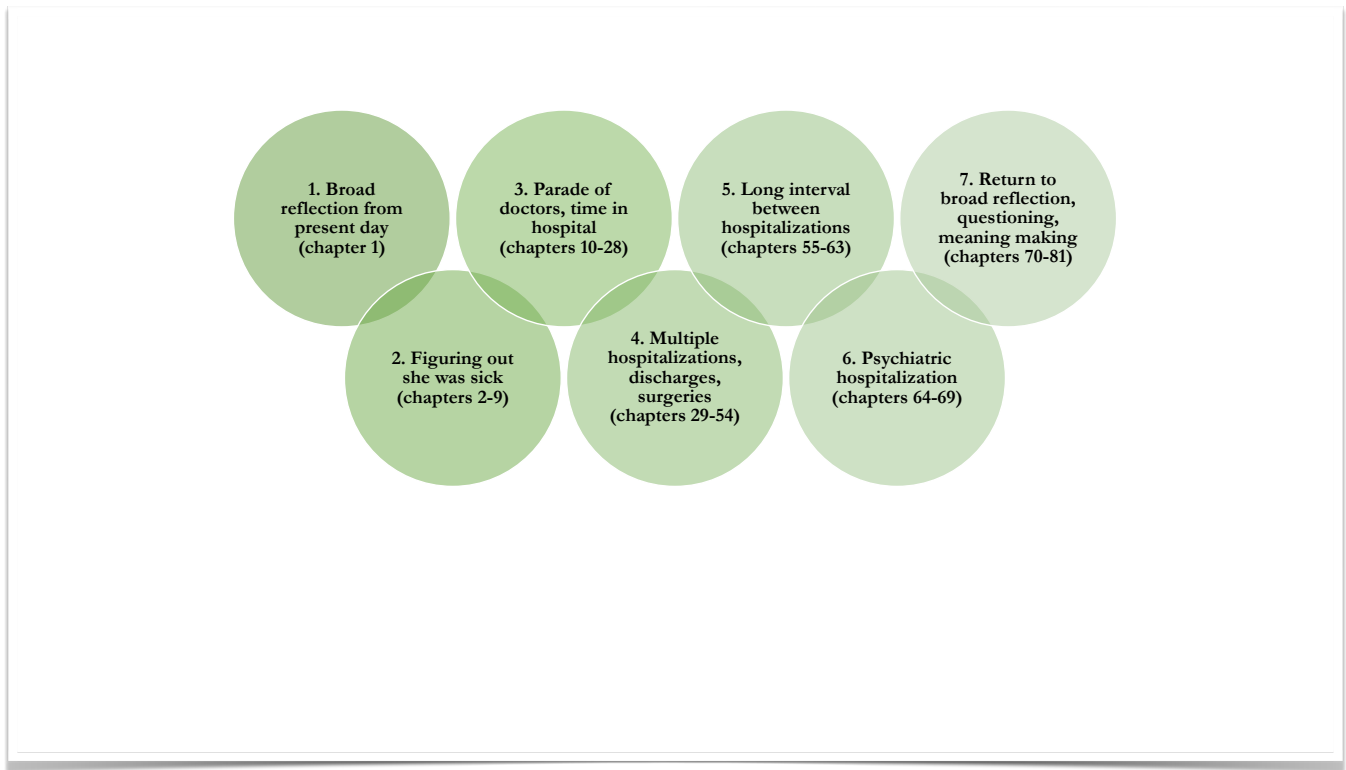 1. Broad
reflection from
present day
(chapter 1)
2. Figuring out
she was sick
(chapters 2-9)
3. Parade of
doctors, time in
hospital
(chapters 10-28)
4. Multiple
hospitalizations,
discharges,
surgeries
(chapters 29-54)
5. Long interval
between
hospitalizations
(chapters 55-63)
6. Psychiatric
hospitalization
(chapters 64-69)
7. Return to
broad reflection,
questioning,
meaning making
(chapters 70-81)